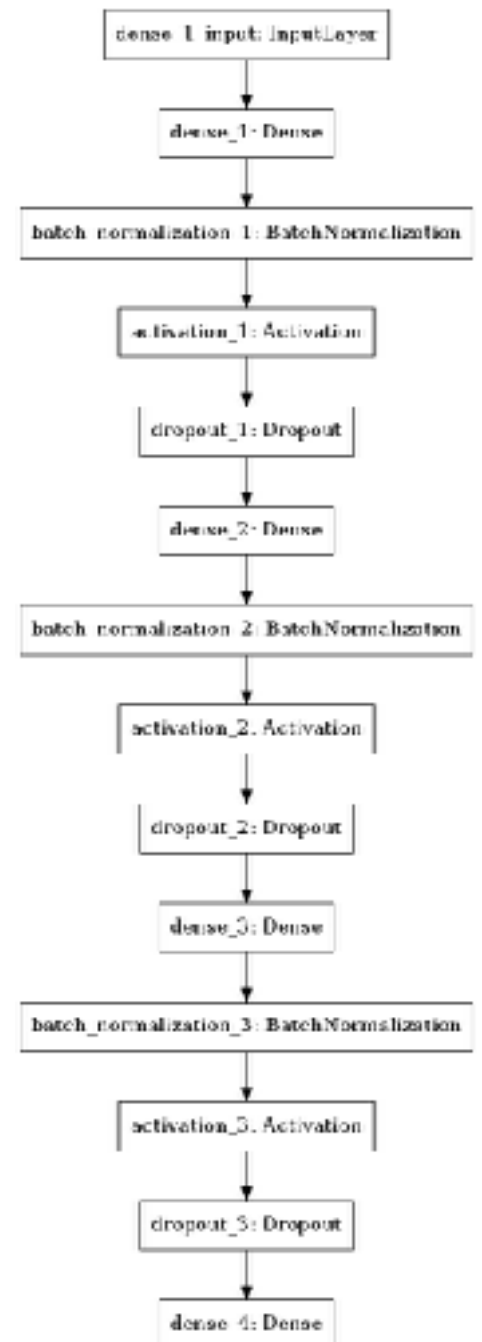 dense_1_input: InputLayer
dense_1: Dense
batch_normalization_1: BatchNormalization
activation_1: Activation
dropout_1: Dropout
dense_2: Dense
batch_normalization_2: BatchNormalization
activation_2: Activation
dropout_2: Dropout
dense_3: Dense
batch_normalization_3: BatchNormalization
activation_3: Activation
dropout_3: Dropout
dense_4: Dense